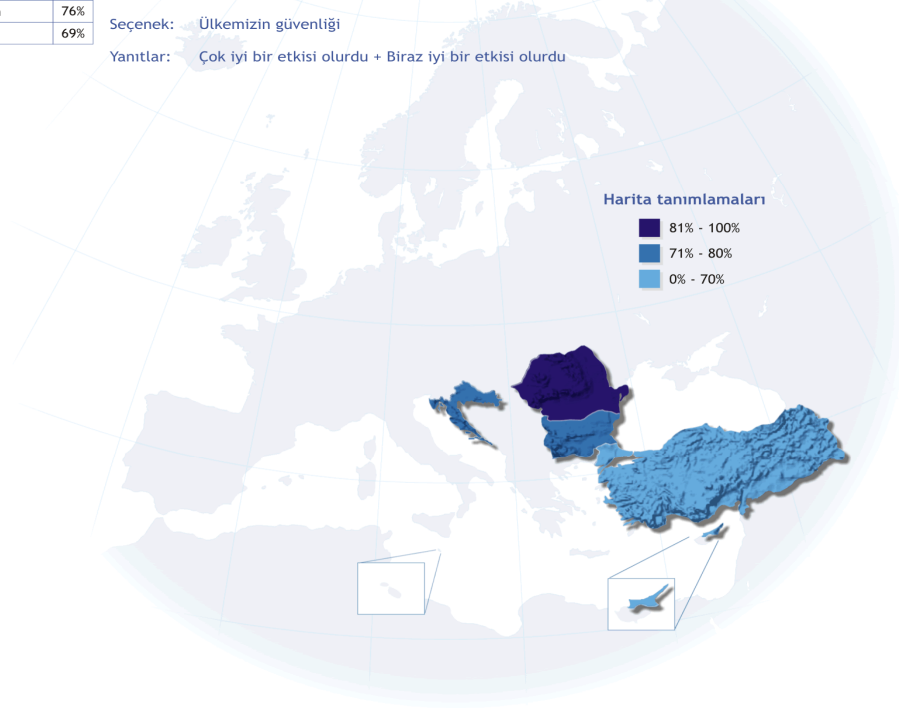 76%
69%
Seçenek: Ülkemizin güvenliği
Yanıtlar: Çok iyi bir etkisi olurdu + Biraz iyi bir etkisi olurdu
Harita tanımlamaları
81% - 100%
71% - 80%
0% - 70%